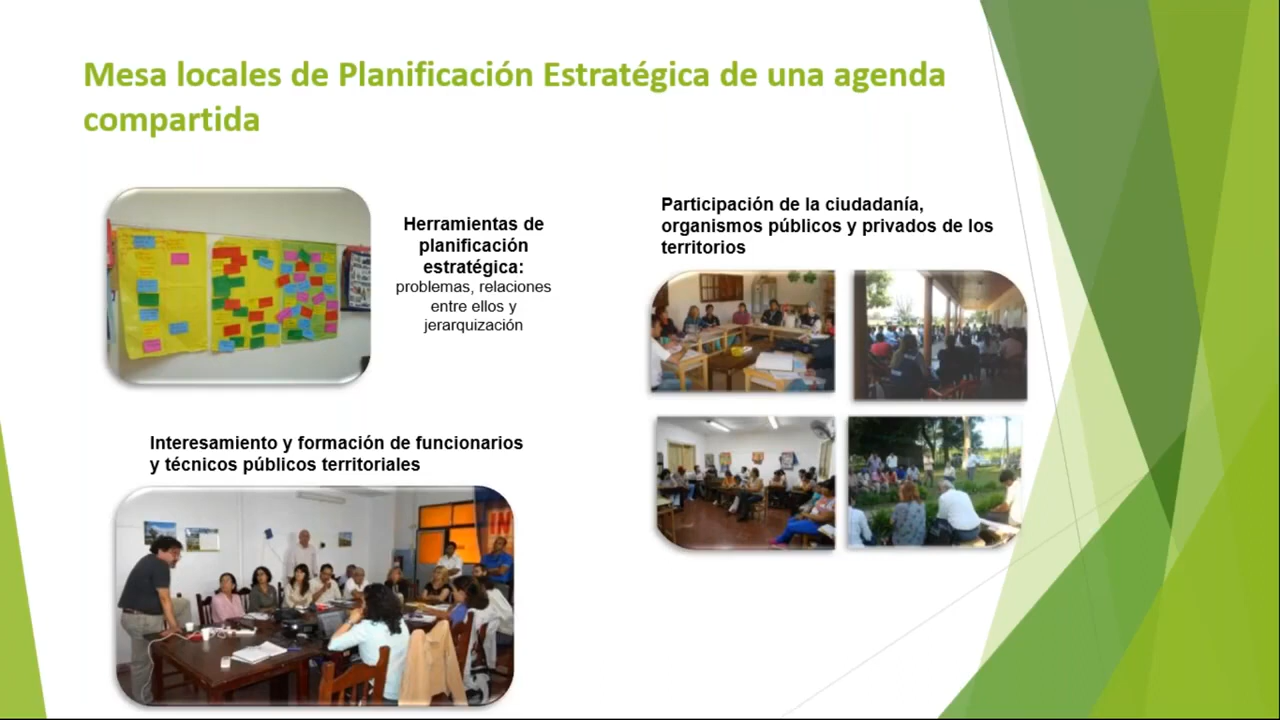 Mesa locales de Planificación Estratégica de una agenda
compartida
Herramientas de
planificación
estratégica:
problemas, relaciones
entre ellos y
jerarquización
Participación de la ciudadanía,
organismos públicos y privados de los
territorios
Interesamiento y formación de funcionarios
y técnicos públicos territoriales